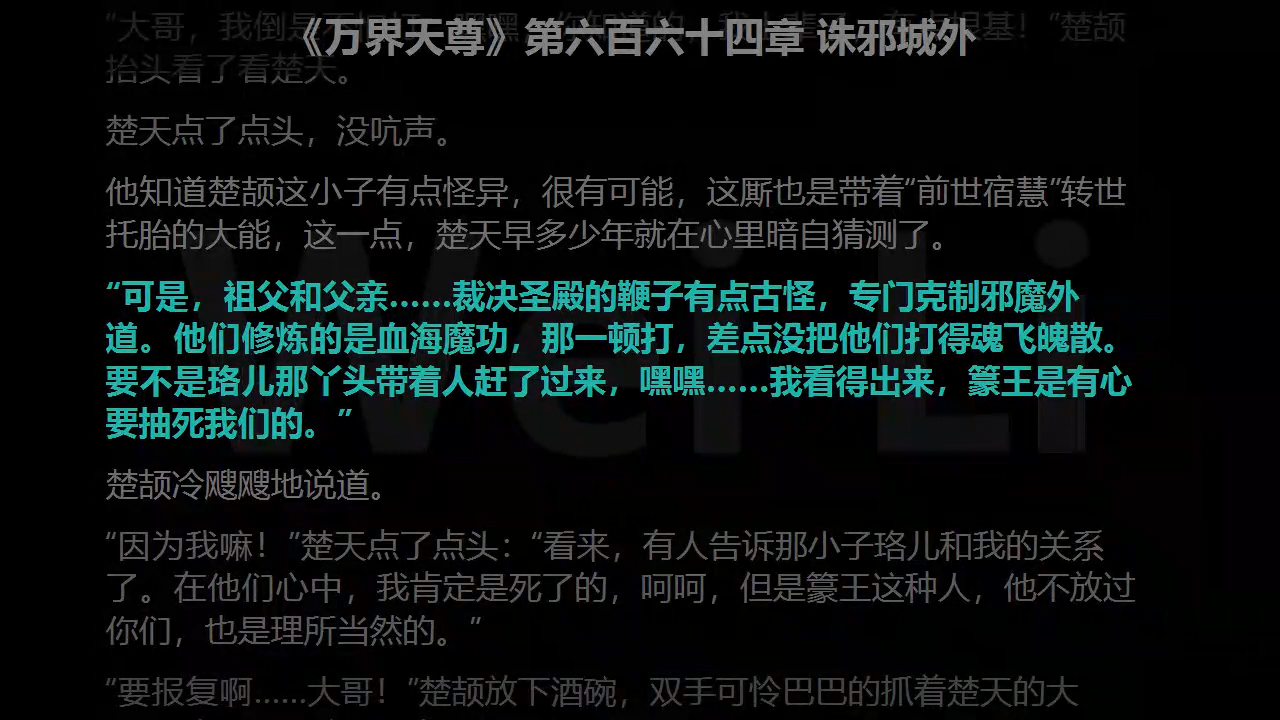 《万界天尊》第六百六十四章 诛邪城外
“大哥，我倒是
！”楚颉
抬头看了看楚天。
楚天点了点头，没吭声。
他知道楚颉这小子有点怪异，很有可能，这厮也是带着“前世宿慧”转世
托胎的大能，这一点，楚天早多少年就在心里暗自猜测了。
“可是，祖父和父亲……裁决圣殿的鞭子有点古怪，专门克制邪魔外
道。他们修炼的是血海魔功，那一顿打，差点没把他们打得魂飞魄散。
要不是珞儿那丫头带着人赶了过来，嘿嘿……我看得出来，篆王是有心
要抽死我们的。”
楚颉冷飕飕地说道。
“因为我嘛！”楚天点了点头：“看来，有人告诉那小子珞儿和我的关系
了。在他们心中，我肯定是死了的，呵呵，但是篆王这种人，他不放过
你们，也是理所当然的。”
“要报复啊……大哥！”楚颉放下酒碗，双手可怜巴巴的抓着楚天的大
Wei Li